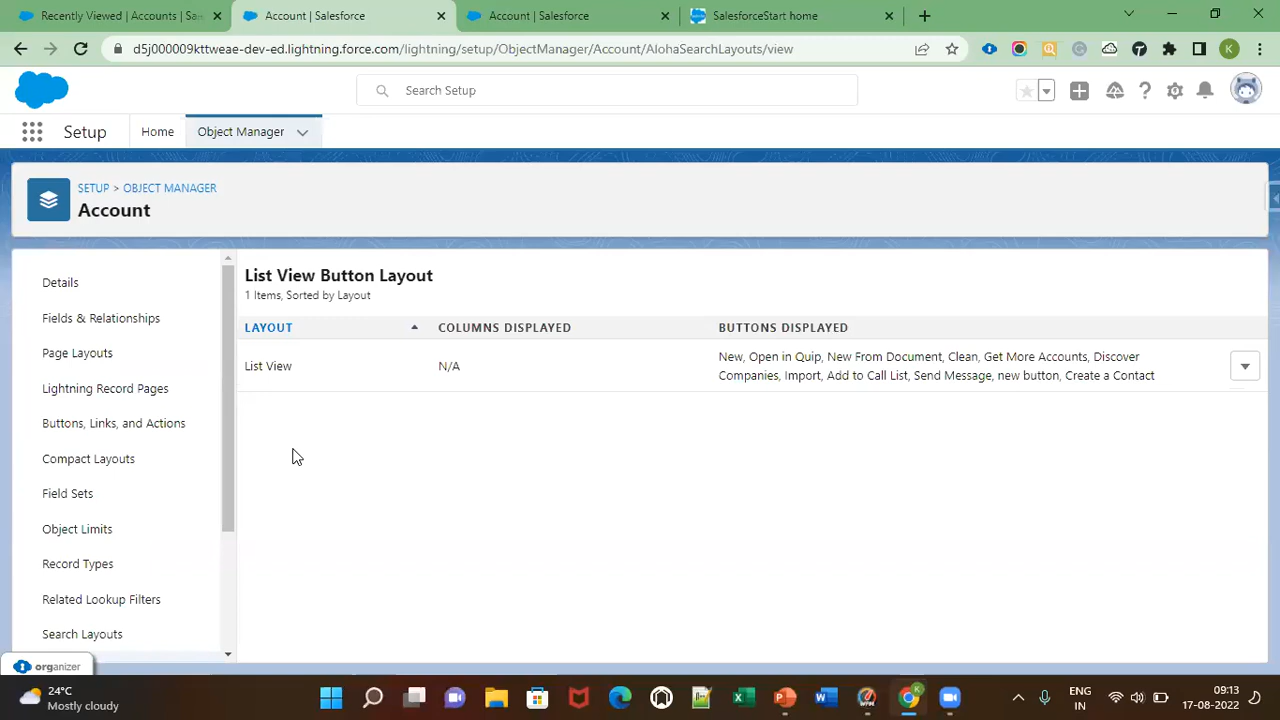 Recently Viewed | Accounts | Sa
Account | Salesforce
Account | Salesforce
SalesforceStart home
d5j000009kttweae-dev-ed.lightning.force.com/lightning/setup/ObjectManager/Account/AlohaSearchLayouts/view
K
Search Setup
Setup
Home
Object Manager
SETUP > OBJECT MANAGER
Account
Details
Fields & Relationships
Page Layouts
Lightning Record Pages
Buttons, Links, and Actions
Compact Layouts
Field Sets
Object Limits
Record Types
Related Lookup Filters
Search Layouts
List View Button Layout
1 Items, Sorted by Layout
LAYOUT COLUMNS DISPLAYED BUTTONS DISPLAYED
List View N/A New, Open in Quip, New From Document, Clean, Get More Accounts, Discover
Companies, Import, Add to Call List, Send Message, new button, Create a Contact
organizer
24°C
Mostly cloudy
ENG
IN
09:13
17-08-2022